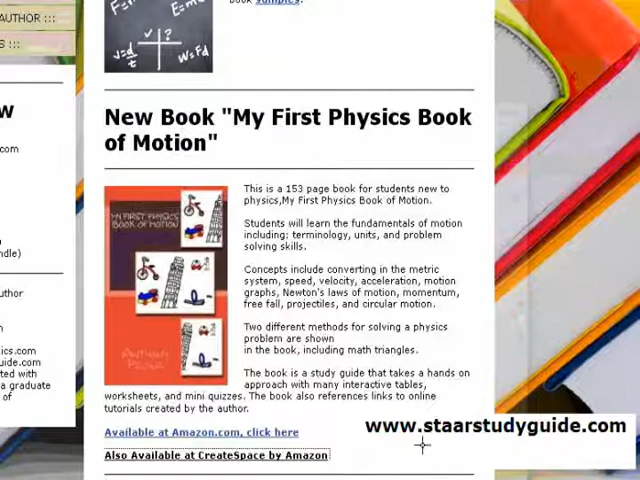 AUTHOR :::
S :::
w
com
ndle)
uthor
n
ics.com
uide.com
ted with
a graduate
of
book samples.
F=
E=m
V
?
V=d/t
W=Fd
New Book "My First Physics Book
of Motion"
MY FIRST PHYSICS
BOOK OF MOTION
This is a 153 page book for students new to
physics,My First Physics Book of Motion.
Students will learn the fundamentals of motion
including; terminology, units, and problem
solving skills.
Concepts include converting in the metric
system, speed, velocity, acceleration, motion
graphs, Newton's laws of motion, momentum,
free fall, projectiles, and circular motion.
Two different methods for solving a physics
problem are shown
in the book, including math triangles.
The book is a study guide that takes a hands on
approach with many interactive tables,
worksheets, and mini quizzes. The book also references links to online
tutorials created by the author.
Available at Amazon.com, click here
Also Available at CreateSpace by Amazon
www.staarstudyguide.com